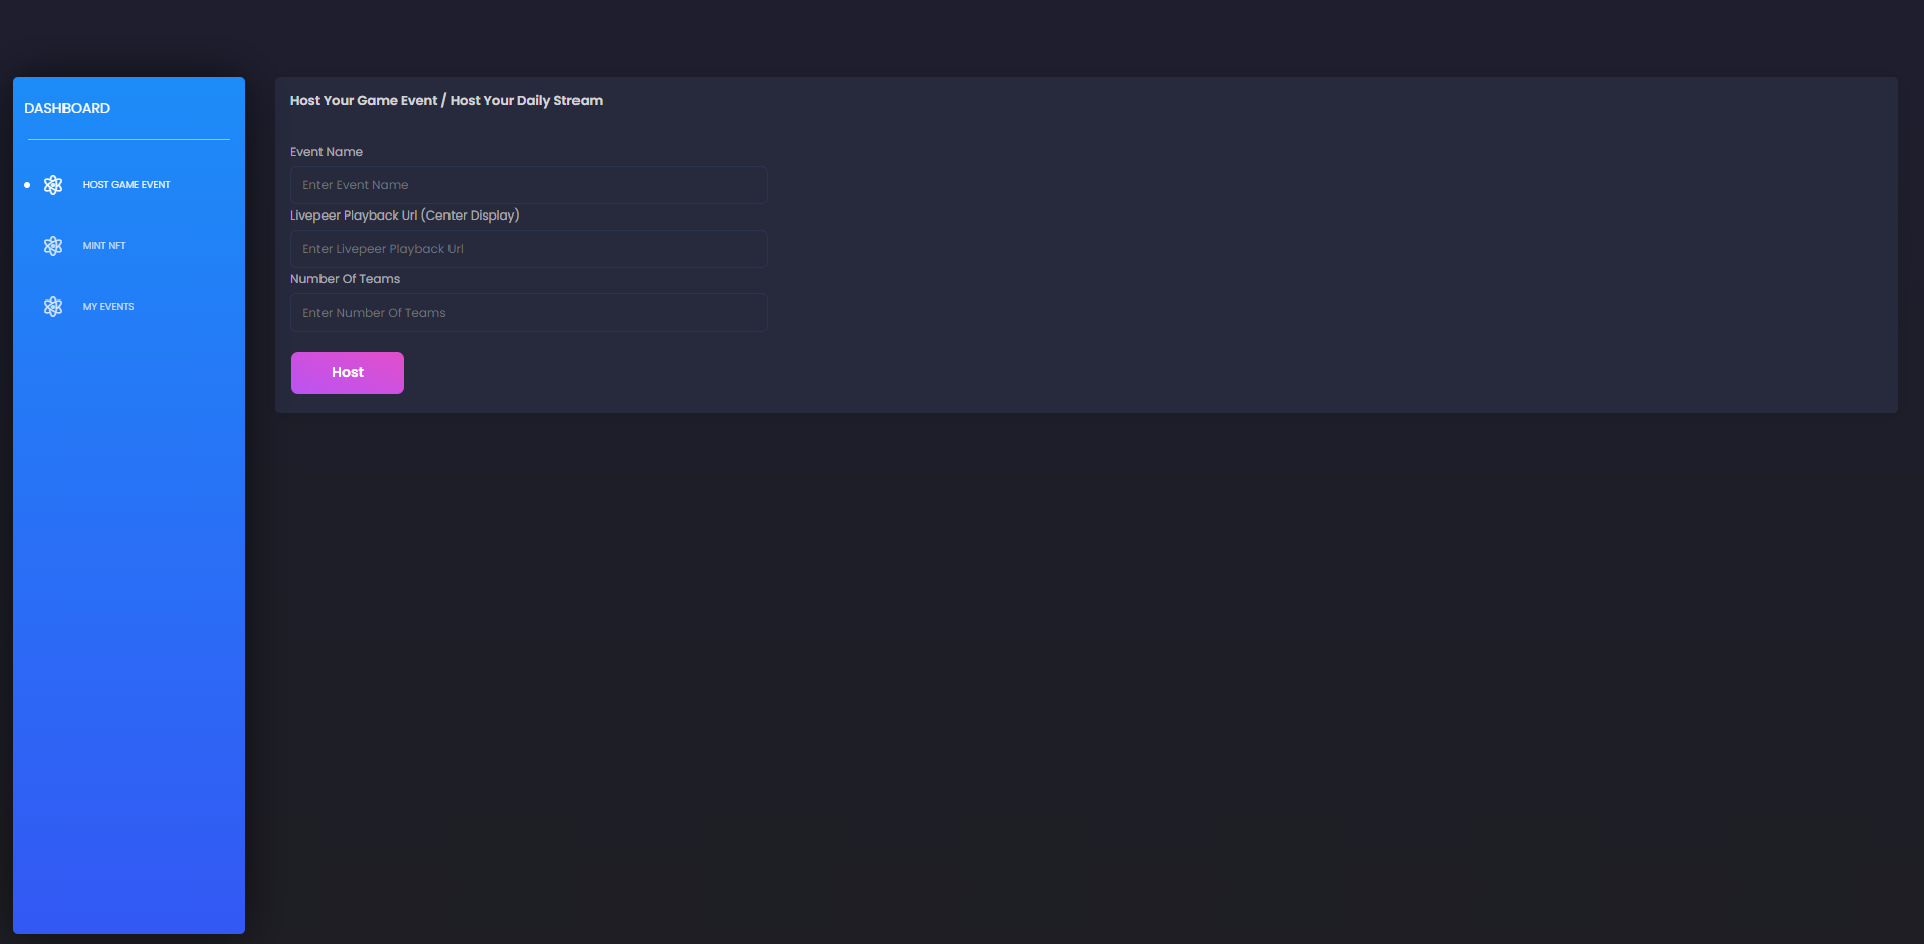 DASHBOARD
HOST GAME EVENT
MINT NFT
MY EVENTS
Host Your Game Event / Host Your Daily Stream
Event Name
Enter Event Name
Livepeer Playback Url (Center Display)
Enter Livepeer Playback Url
Number Of Teams
Enter Number Of Teams
Host